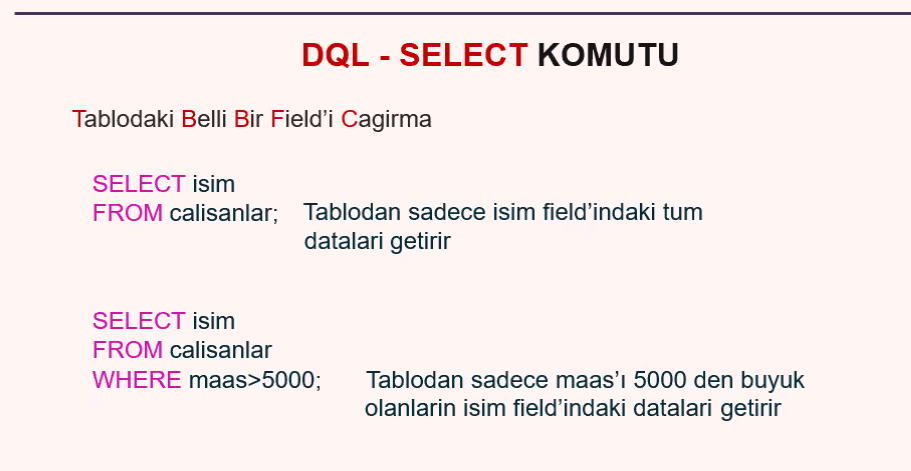 DQL - SELECT KOMUTU
Tablodaki Belli Bir Field’i Cagirma
SELECT isim
FROM calisanlar; Tablodan sadece isim field’indaki tum
datalari getirir
SELECT isim
FROM calisanlar
WHERE maas>5000; Tablodan sadece maas’ı 5000 den buyuk
olanlarin isim field’indaki datalari getirir